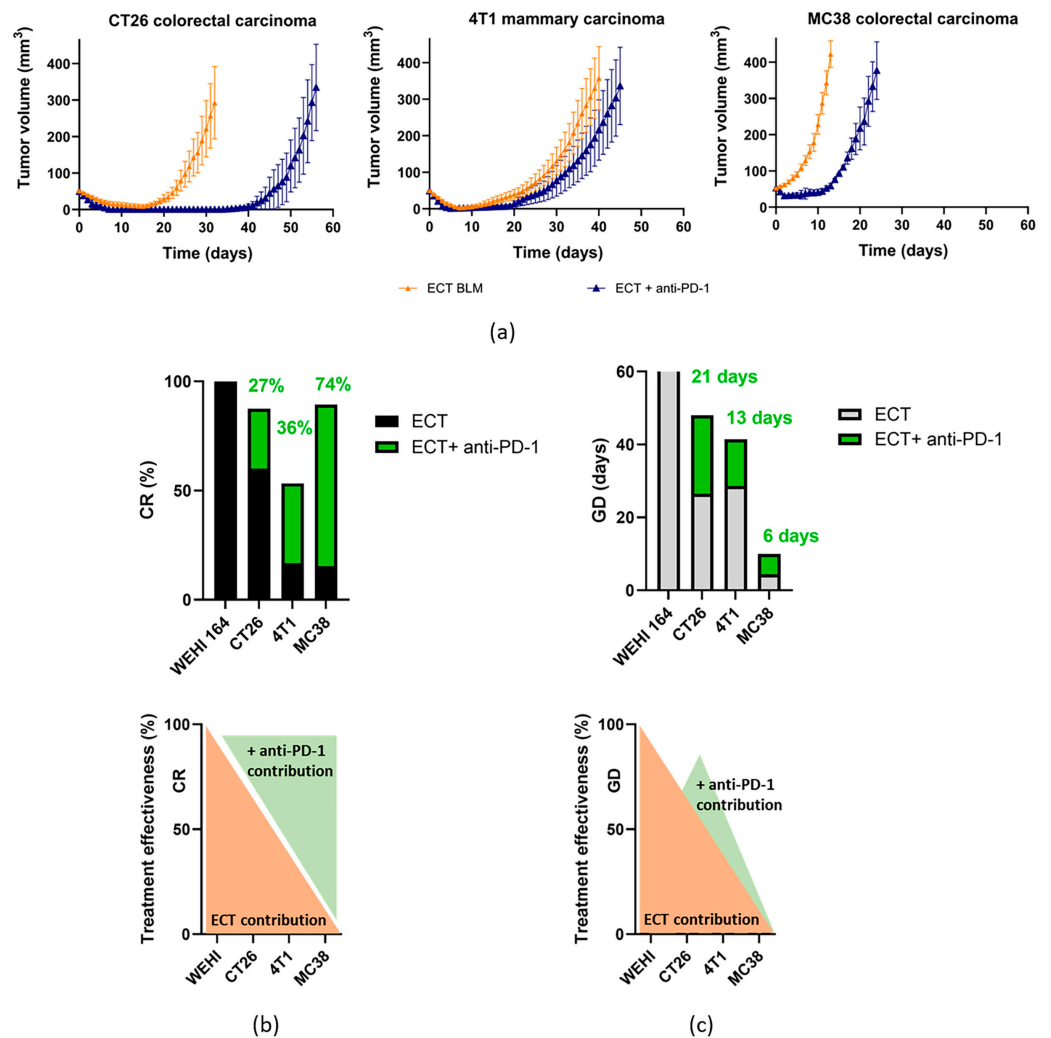 CT26 colorectal carcinoma
4T1 mammary carcinoma
MC38 colorectal carcinoma
Tumor volume (mm³)
400
300
200
100
0
0 10 20 30 40 50 60
Time (days)
Tumor volume (mm³)
400
300
200
100
0
0 10 20 30 40 50 60
Time (days)
Tumor volume (mm³)
400
300
200
100
0
0 10 20 30 40 50 60
Time (days)
ECT BLM
ECT + anti-PD-1
(a)
CR (%)
100
50
0
27%
36%
74%
WEHI 164
CT26
4T1
MC38
ECT
ECT+ anti-PD-1
GD (days)
60
40
20
0
21 days
13 days
6 days
WEHI 164
CT26
4T1
MC38
ECT
ECT+ anti-PD-1
Treatment effectiveness (%)
CR
100
50
0
+ anti-PD-1
contribution
ECT contribution
WEHI
CT26
4T1
MC38
(b)
Treatment effectiveness (%)
GD
100
50
0
+ anti-PD-1
contribution
ECT contribution
WEHI
CT26
4T1
MC38
(c)